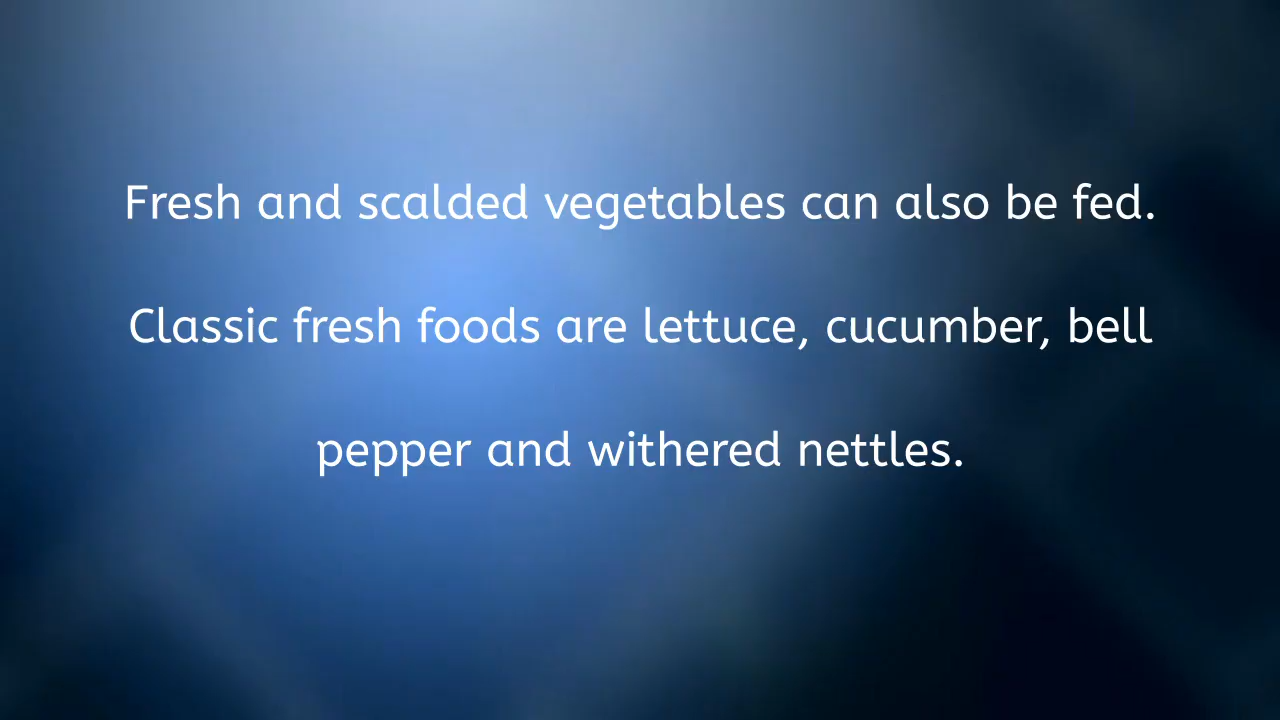 Fresh and scalded vegetables can also be fed.
Classic fresh foods are lettuce, cucumber, bell
pepper and withered nettles.